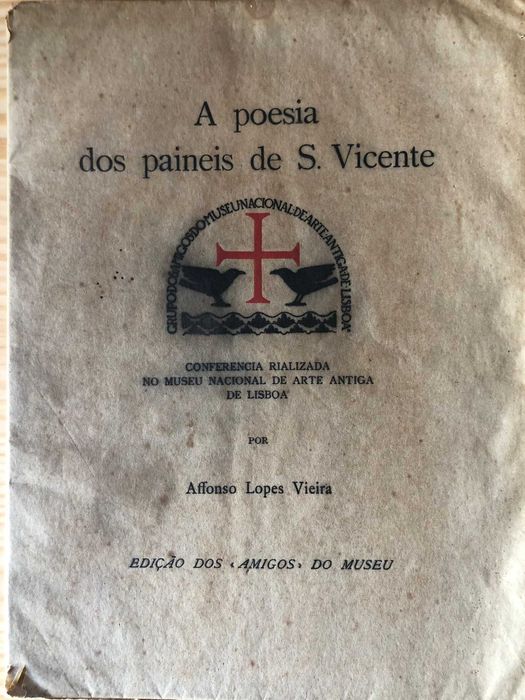 A poesia
dos paineis de S. Vicente
GRUPO·DOS·AMIGOS·DO·MUSEU·NACIONAL·DE·ARTE·ANTIGA·DE·LISBOA
CONFERENCIA RIALIZADA
NO MUSEU NACIONAL DE ARTE ANTIGA
DE LISBOA
POR
Affonso Lopes Vieira
EDIÇÃO DOS «AMIGOS» DO MUSEU